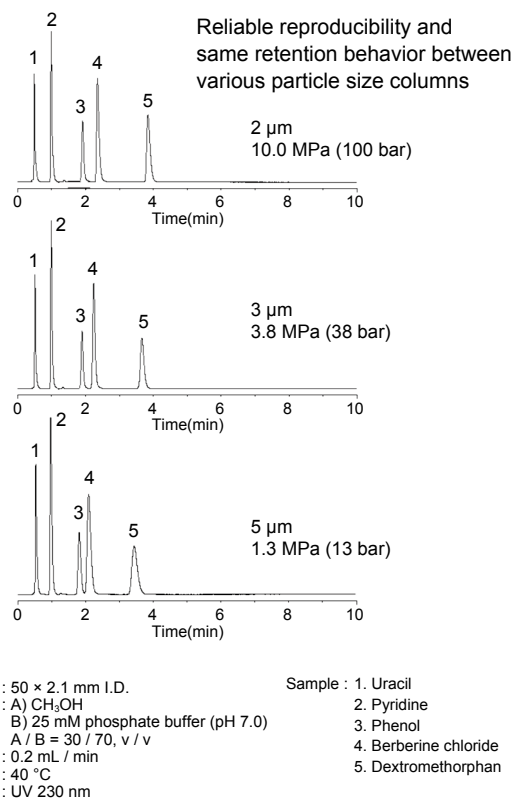 Reliable reproducibility and
same retention behavior between
various particle size columns
1 2 3 4 5
2 µm
10.0 MPa (100 bar)
0 2 4 6 8 10
Time(min)
1 2 3 4 5
3 µm
3.8 MPa (38 bar)
0 2 4 6 8 10
Time(min)
1 2 3 4 5
5 µm
1.3 MPa (13 bar)
0 2 4 6 8 10
Time(min)
: 50 × 2.1 mm I.D.
: A) CH₃OH
B) 25 mM phosphate buffer (pH 7.0)
A / B = 30 / 70, v / v
: 0.2 mL / min
: 40 °C
: UV 230 nm
Sample : 1. Uracil
2. Pyridine
3. Phenol
4. Berberine chloride
5. Dextromethorphan